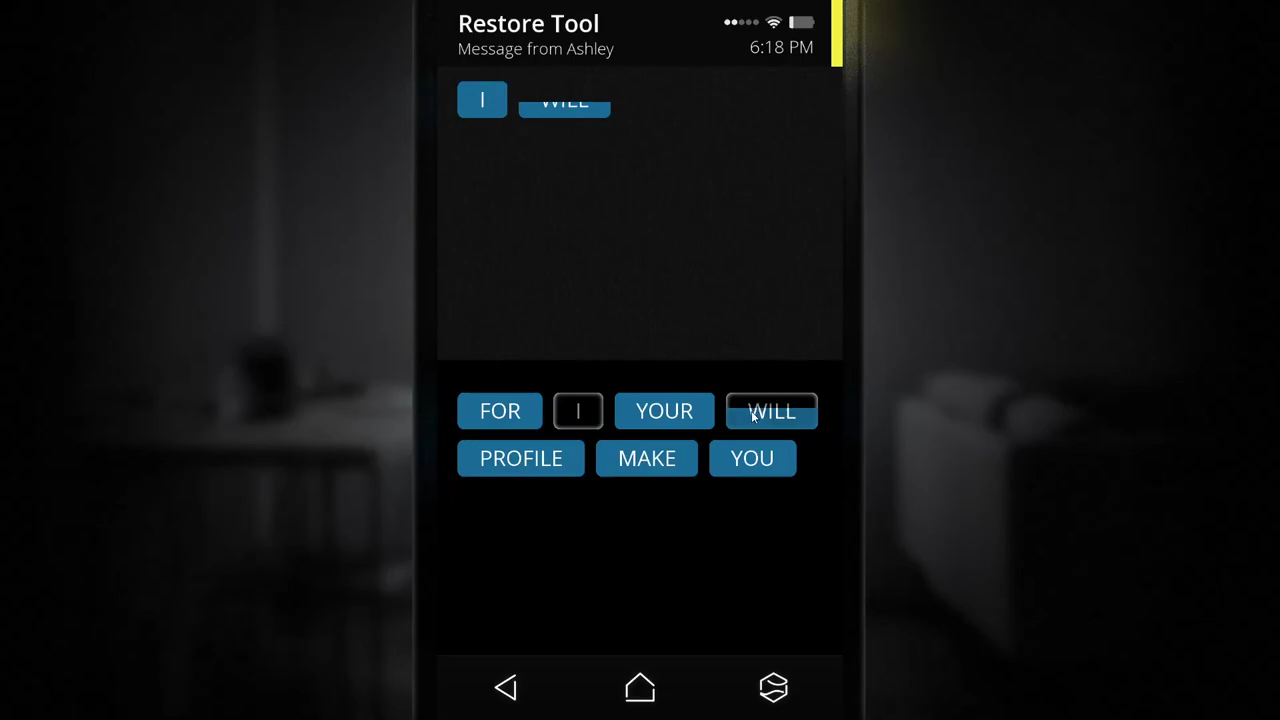 Restore Tool
Message from Ashley
6:18 PM
I WILL
FOR I YOUR WILL
PROFILE MAKE YOU